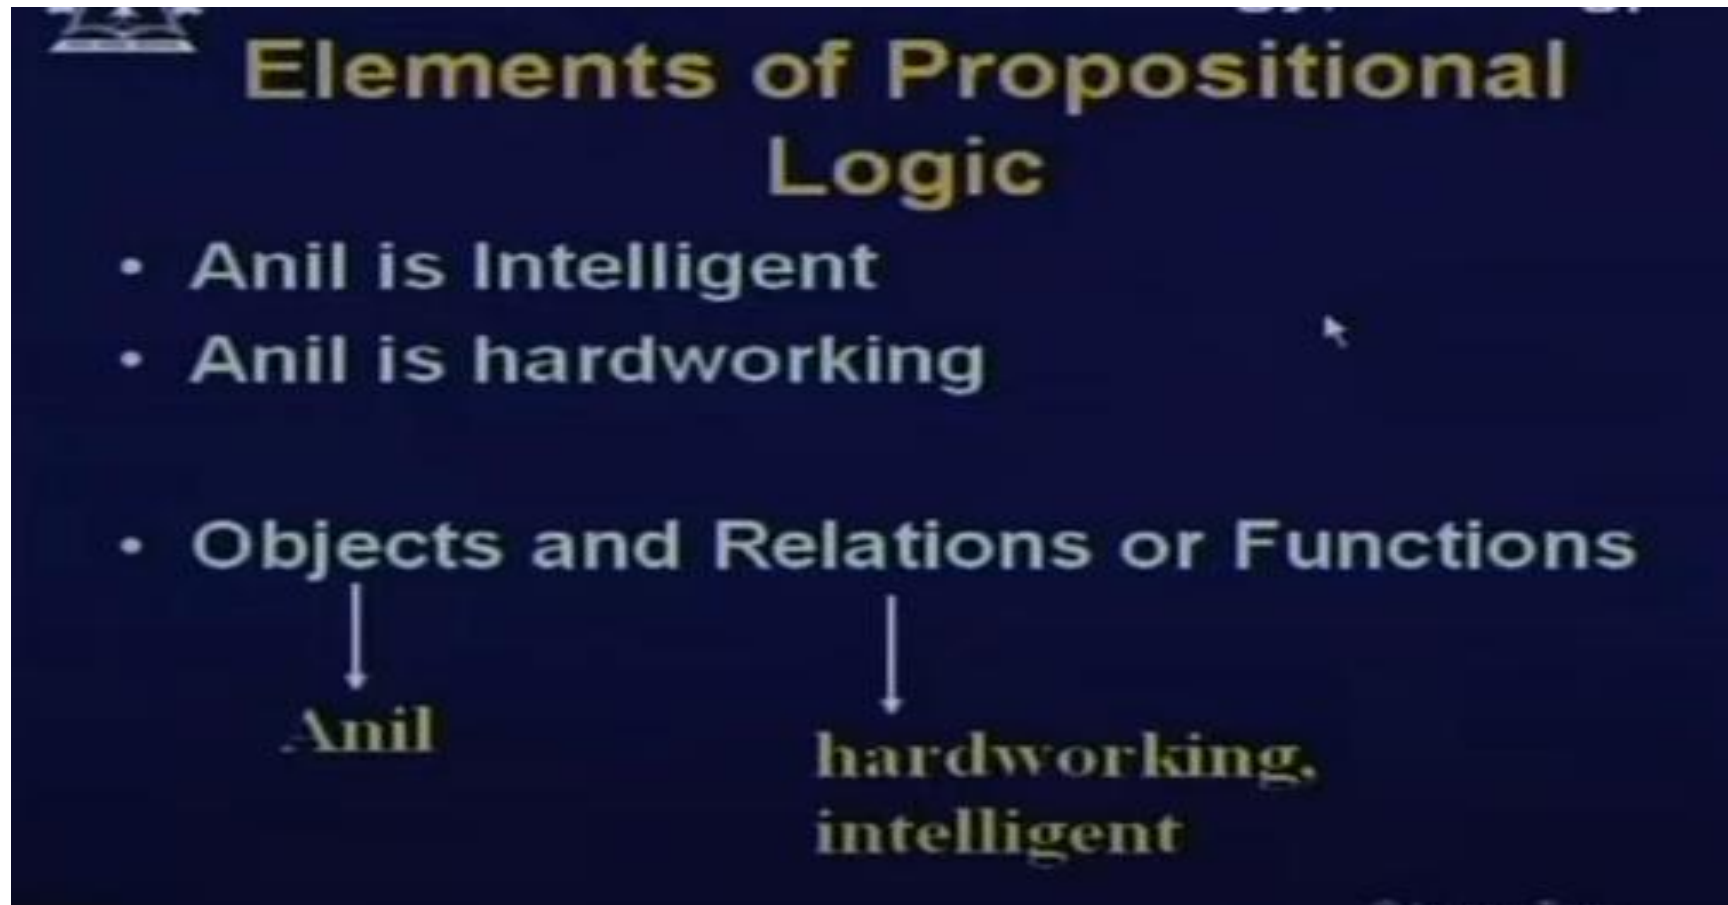 Elements of Propositional
Logic
• Anil is Intelligent
• Anil is hardworking
• Objects and Relations or Functions
Anil
hardworking,
intelligent